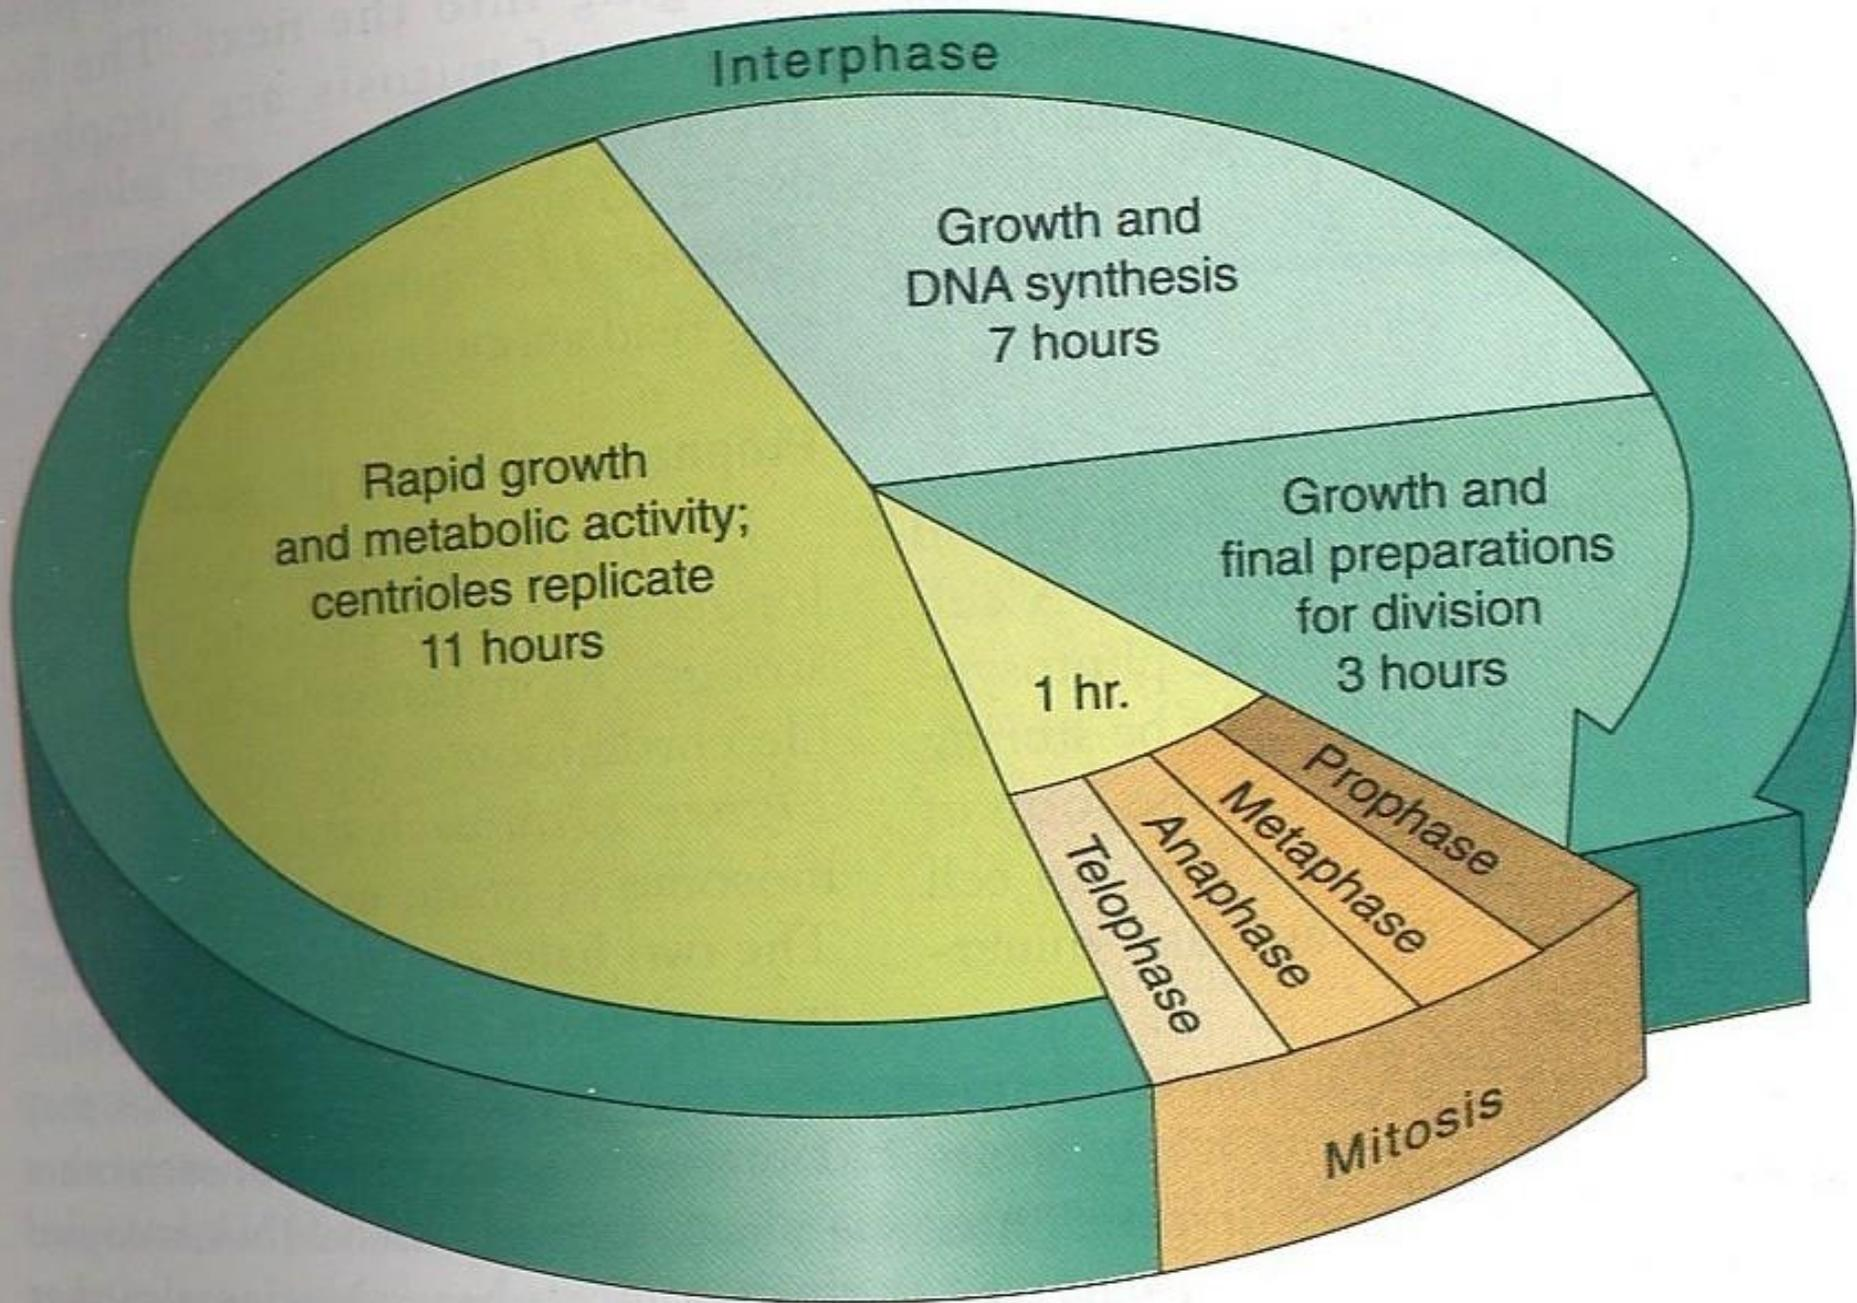 Interphase
Growth and
DNA synthesis
7 hours
Rapid growth
and metabolic activity;
centrioles replicate
11 hours
Growth and
final preparations
for division
3 hours
1 hr.
Prophase
Metaphase
Anaphase
Telophase
Mitosis